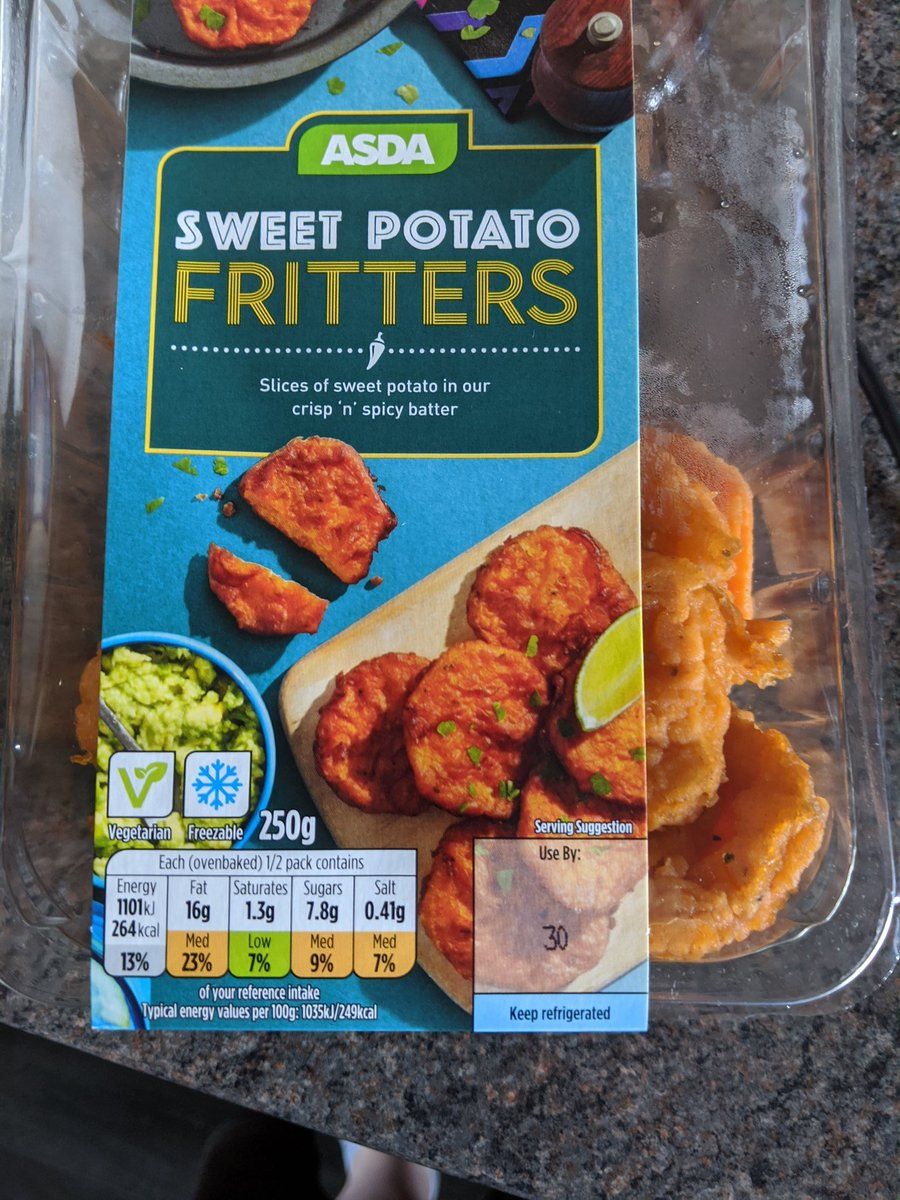 ASDA
SWEET POTATO
FRITTERS
Slices of sweet potato in our
crisp 'n' spicy batter
Vegetarian
Freezable
250g
Serving Suggestion
Each (ovenbaked) 1/2 pack contains
Energy
1101kJ
264kcal
13%
Fat
16g
Med
23%
Saturates
1.3g
Low
7%
Sugars
7.8g
Med
9%
Salt
0.41g
Med
7%
of your reference intake
Typical energy values per 100g: 1035kJ/249kcal
Use By:
30
Keep refrigerated